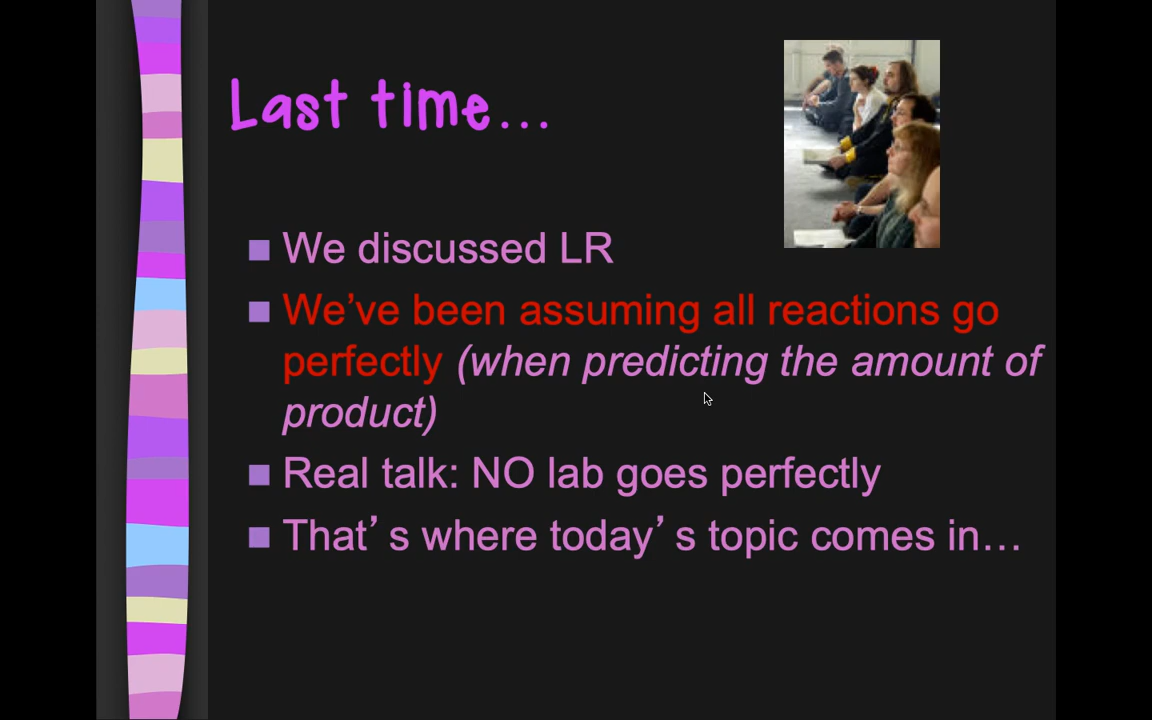 Last time...
We discussed LR
We’ve been assuming all reactions go
perfectly (when predicting the amount of
product)
Real talk: NO lab goes perfectly
That’s where today’s topic comes in…